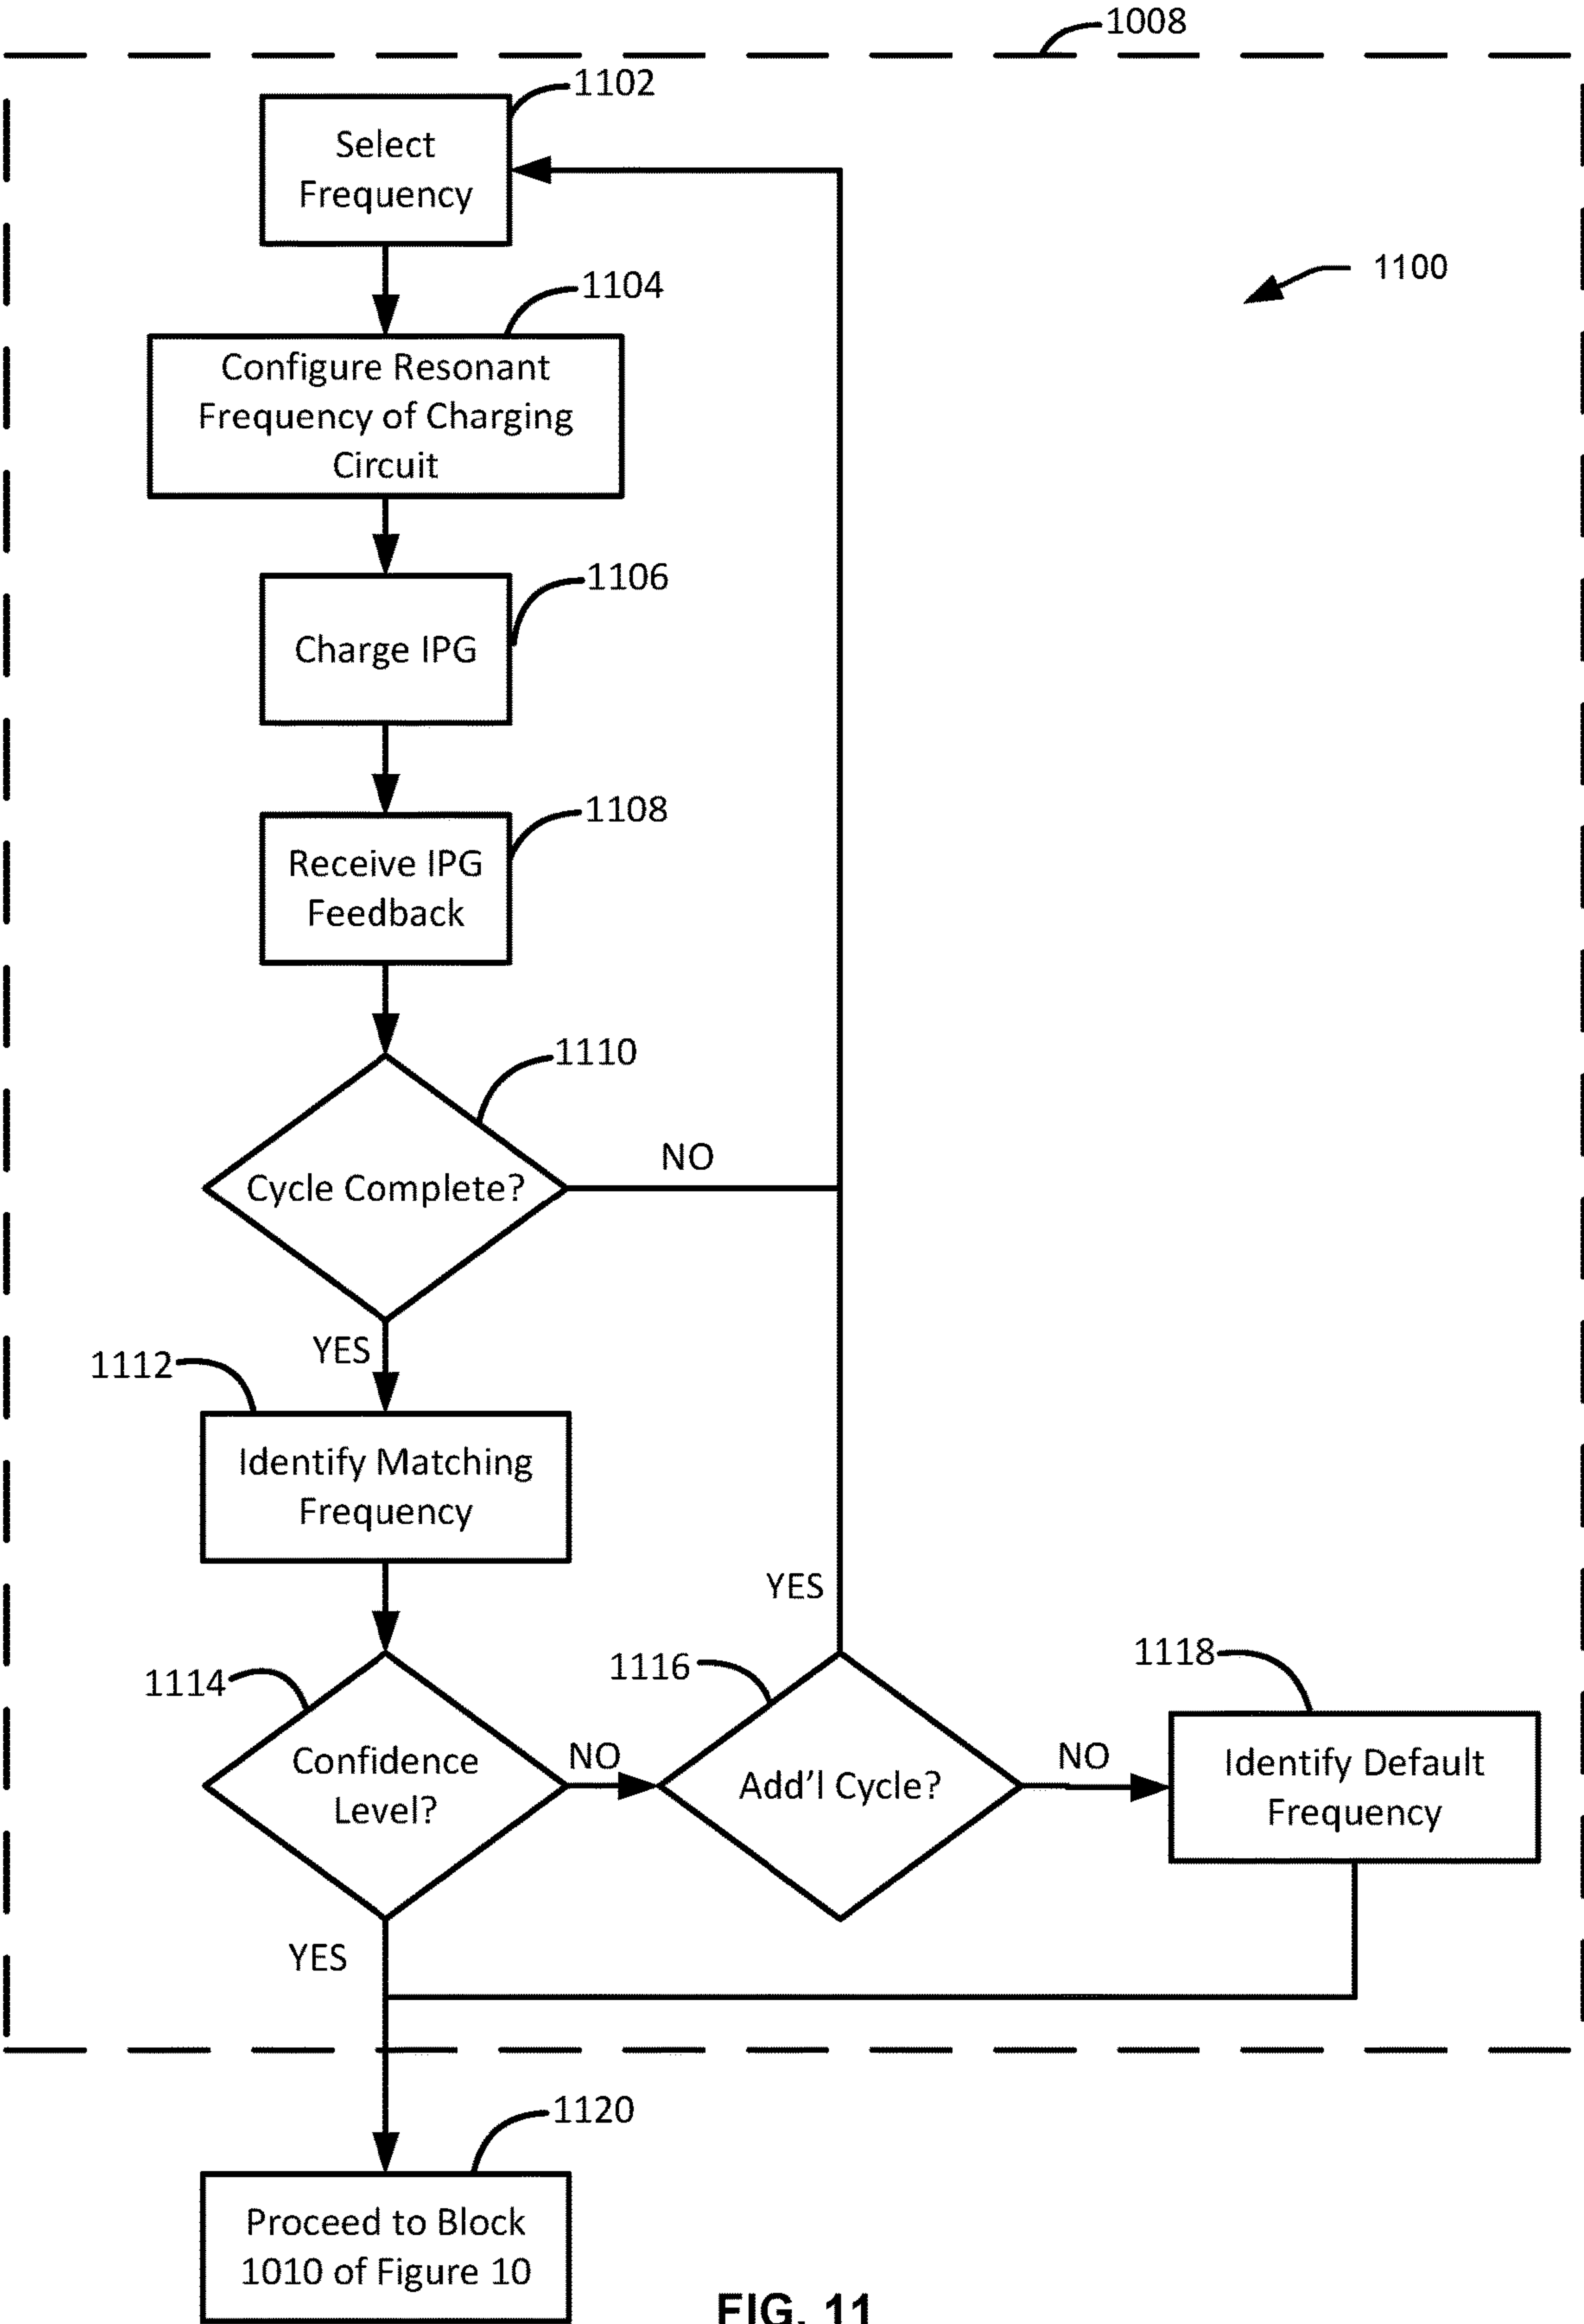 1008
1102
Select
Frequency
1100
1104
Configure Resonant
Frequency of Charging
Circuit
1106
Charge IPG
1108
Receive IPG
Feedback
1110
Cycle Complete?
NO
YES
1112
Identify Matching
Frequency
YES
1114
Confidence
Level?
NO
1116
Add'l Cycle?
NO
1118
Identify Default
Frequency
YES
1120
Proceed to Block
1010 of Figure 10
FIG. 11